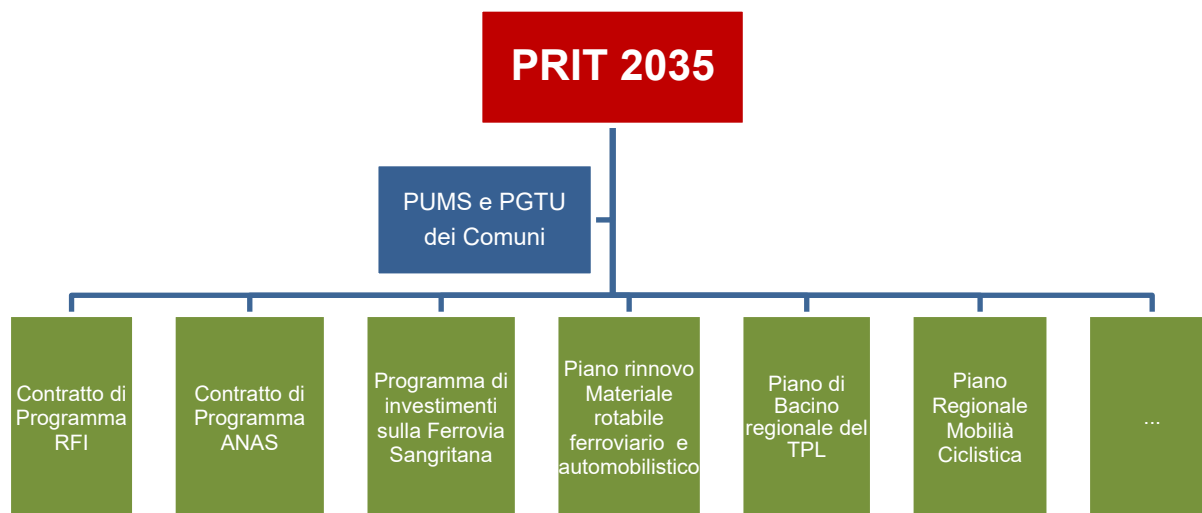 PRIT 2035
PUMS e PGTU
dei Comuni
Contratto di
Programma
RFI
Contratto di
Programma
ANAS
Programma di
investimenti
sulla Ferrovia
Sangritana
Piano rinnovo
Materiale
rotabile
ferroviario e
automobilistico
Piano di
Bacino
regionale del
TPL
Piano
Regionale
Mobilià
Ciclistica
...